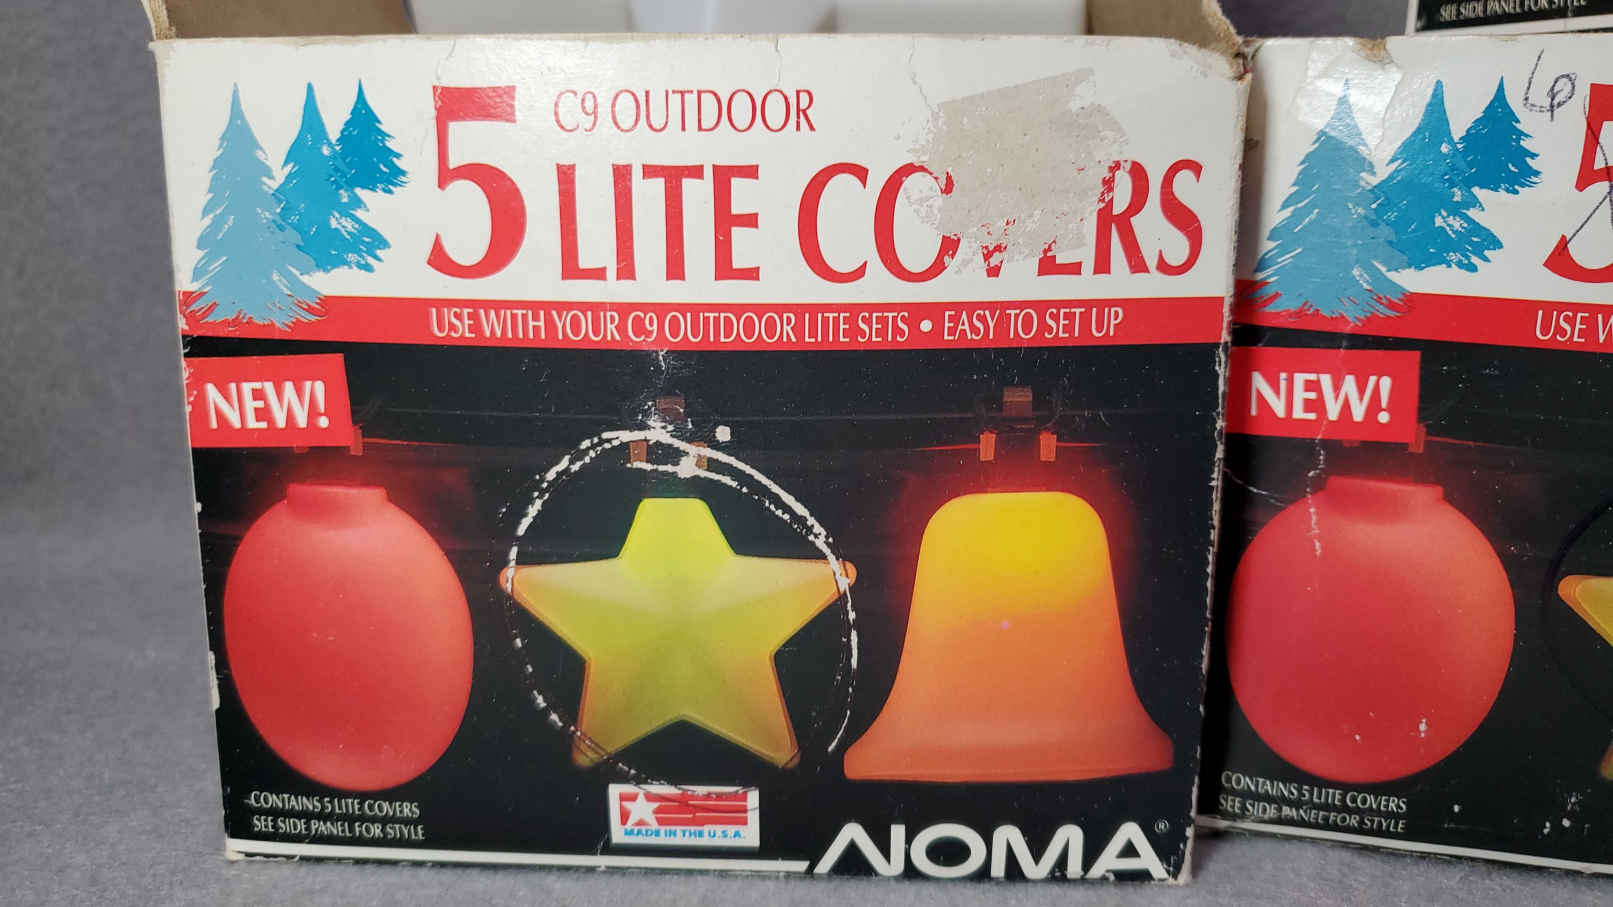 5 C9 OUTDOOR
LITE COVERS
USE WITH YOUR C9 OUTDOOR LITE SETS • EASY TO SET UP
NEW!
CONTAINS 5 LITE COVERS
SEE SIDE PANEL FOR STYLE
MADE IN THE U.S.A.
NOMA®
SEE SIDE PANEL FOR STYLE
5
USE
NEW!
CONTAINS 5 LITE COVERS
SEE SIDE PANEL FOR STYLE